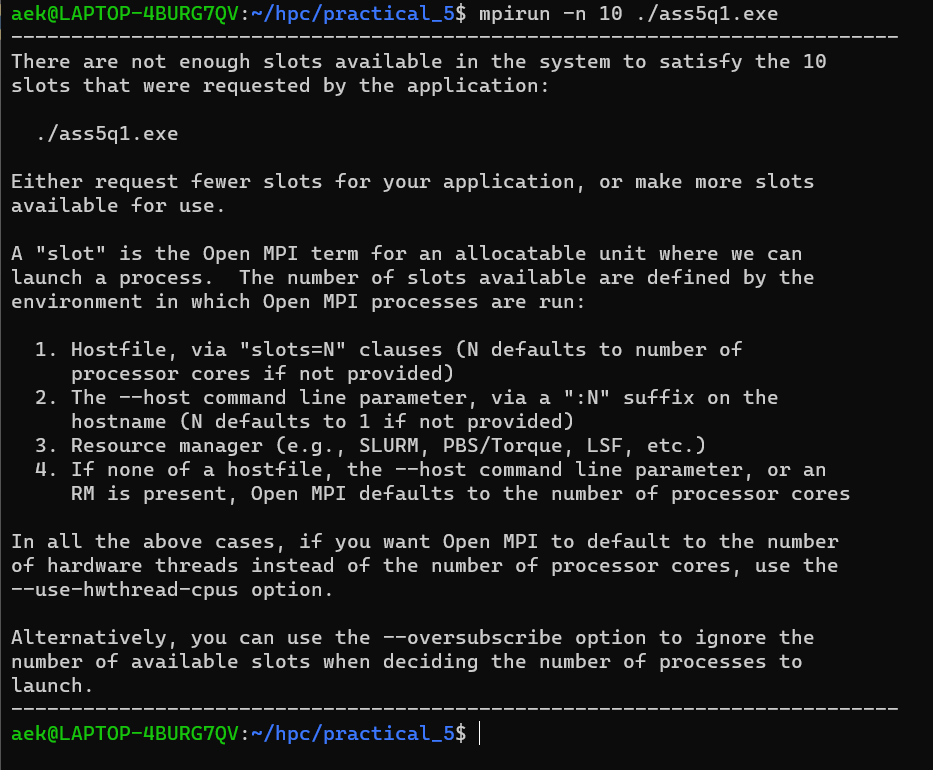 aek@LAPTOP-4BURG7QV:~/hpc/practical_5$ mpirun -n 10 ./ass5q1.exe
--------------------------------------------------------------------------
There are not enough slots available in the system to satisfy the 10
slots that were requested by the application:

  ./ass5q1.exe

Either request fewer slots for your application, or make more slots
available for use.

A "slot" is the Open MPI term for an allocatable unit where we can
launch a process.  The number of slots available are defined by the
environment in which Open MPI processes are run:

  1. Hostfile, via "slots=N" clauses (N defaults to number of
     processor cores if not provided)
  2. The --host command line parameter, via a ":N" suffix on the
     hostname (N defaults to 1 if not provided)
  3. Resource manager (e.g., SLURM, PBS/Torque, LSF, etc.)
  4. If none of a hostfile, the --host command line parameter, or an
     RM is present, Open MPI defaults to the number of processor cores

In all the above cases, if you want Open MPI to default to the number
of hardware threads instead of the number of processor cores, use the
--use-hwthread-cpus option.

Alternatively, you can use the --oversubscribe option to ignore the
number of available slots when deciding the number of processes to
launch.
--------------------------------------------------------------------------
aek@LAPTOP-4BURG7QV:~/hpc/practical_5$